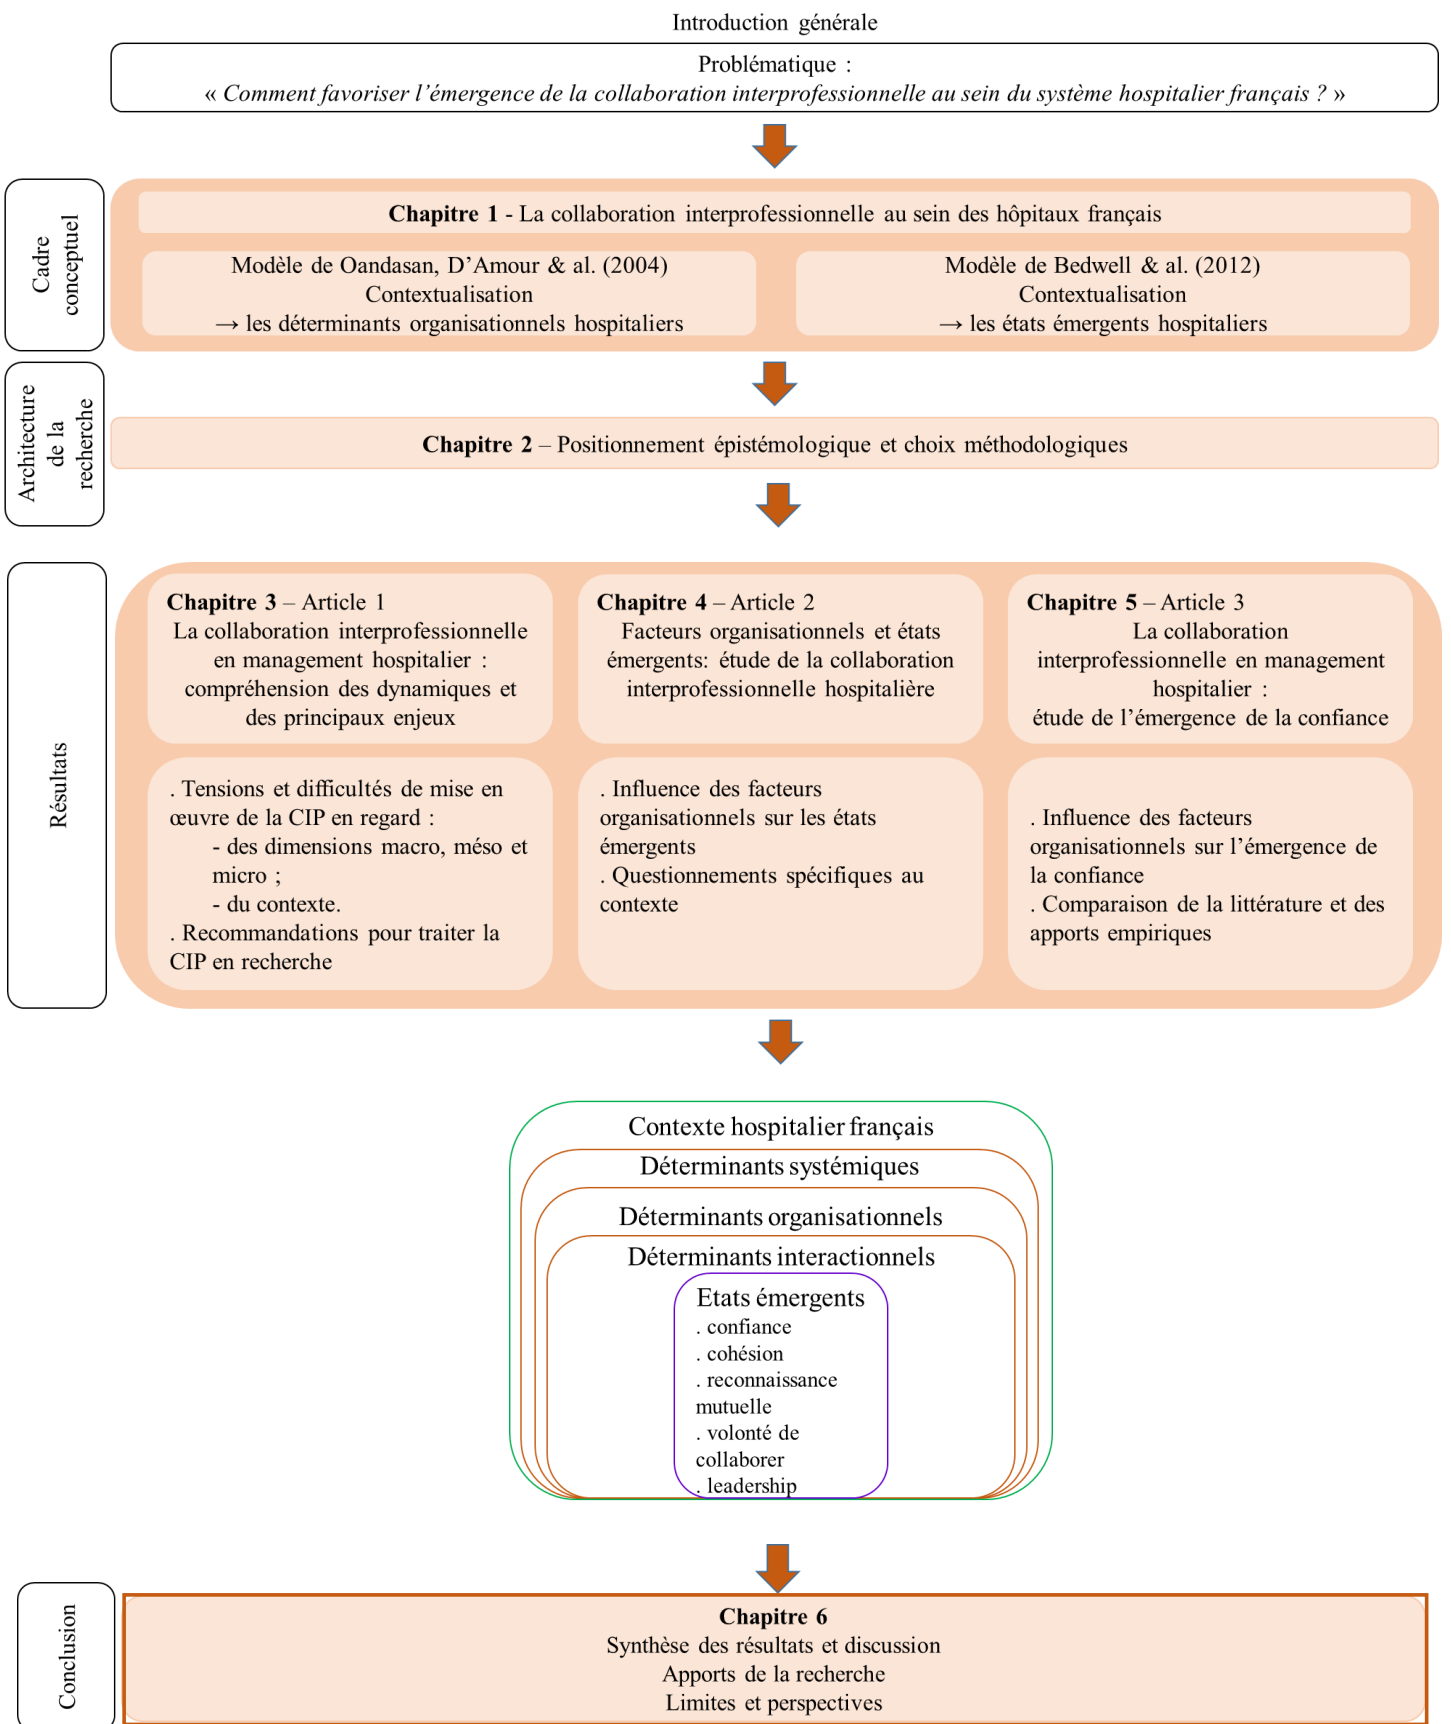 Introduction générale
Problématique :
« Comment favoriser l’émergence de la collaboration interprofessionnelle au sein du système hospitalier français ? »
Cadre
conceptuel
Chapitre 1 - La collaboration interprofessionnelle au sein des hôpitaux français
Modèle de Oandasan, D’Amour & al. (2004)
Contextualisation
→ les déterminants organisationnels hospitaliers
Modèle de Bedwell & al. (2012)
Contextualisation
→ les états émergents hospitaliers
Architecture
de la
recherche
Chapitre 2 – Positionnement épistémologique et choix méthodologiques
Résultats
Chapitre 3 – Article 1
La collaboration interprofessionnelle
en management hospitalier :
compréhension des dynamiques et
des principaux enjeux
Chapitre 4 – Article 2
Facteurs organisationnels et états
émergents: étude de la collaboration
interprofessionnelle hospitalière
Chapitre 5 – Article 3
La collaboration
interprofessionnelle en management
hospitalier :
étude de l’émergence de la confiance
. Tensions et difficultés de mise en
œuvre de la CIP en regard :
- des dimensions macro, méso et
micro ;
- du contexte.
. Recommandations pour traiter la
CIP en recherche
. Influence des facteurs
organisationnels sur les états
émergents
. Questionnements spécifiques au
contexte
. Influence des facteurs
organisationnels sur l’émergence de
la confiance
. Comparaison de la littérature et des
apports empiriques
Contexte hospitalier français
Déterminants systémiques
Déterminants organisationnels
Déterminants interactionnels
Etats émergents
. confiance
. cohésion
. reconnaissance
mutuelle
. volonté de
collaborer
. leadership
Conclusion
Chapitre 6
Synthèse des résultats et discussion
Apports de la recherche
Limites et perspectives